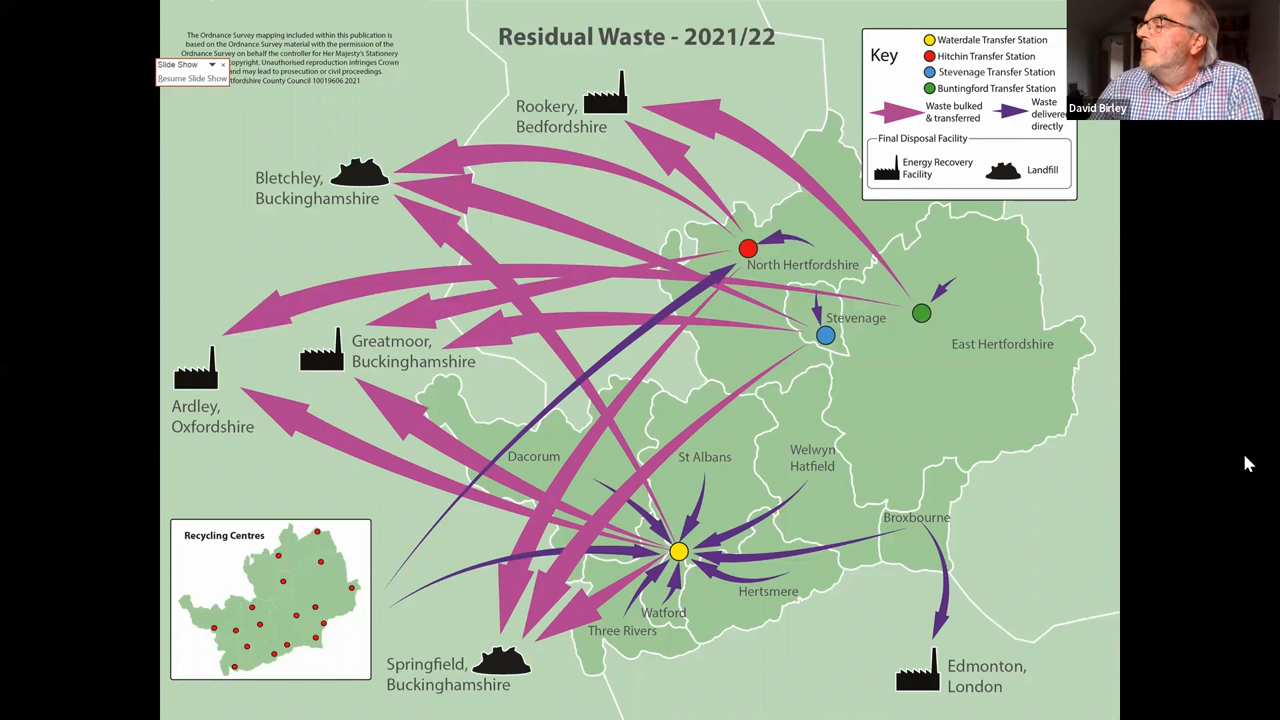 The Ordnance Survey mapping included within this publication is
based on the Ordnance Survey material with the permission of the
Ordnance Survey on behalf the controller for Her Majesty's Stationery
opyright. Unauthorised reproduction infringes Crown
and may lead to prosecution or civil proceedings.
rtfordshire County Council 10019606 2021
Slide Show
Resume Slide Show
Residual Waste - 2021/22
Key
Waterdale Transfer Station
Hitchin Transfer Station
Stevenage Transfer Station
Buntingford Transfer Station
Waste bulked
& transferred
Waste
delivere
directly
Final Disposal Facility
Energy Recovery
Facility
Landfill
David Birley
Rookery,
Bedfordshire
Bletchley,
Buckinghamshire
North Hertfordshire
Stevenage
East Hertfordshire
Greatmoor,
Buckinghamshire
Ardley,
Oxfordshire
Dacorum
St Albans
Welwyn
Hatfield
Broxbourne
Hertsmere
Watford
Three Rivers
Recycling Centres
Springfield,
Buckinghamshire
Edmonton,
London